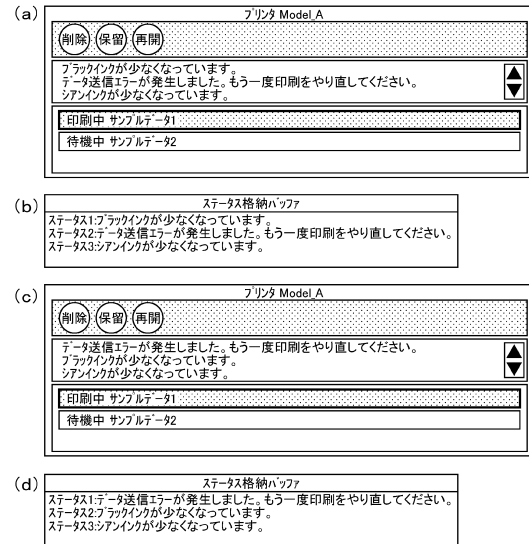 (a)
プリンタ Model_A
削除 保留 再開
ブラックインクが少なくなっています。
データ送信エラーが発生しました。もう一度印刷をやり直してください。
シアンインクが少なくなっています。
印刷中 サンプルデータ1
待機中 サンプルデータ2
(b)
ステータス格納バッファ
ステータス1:ブラックインクが少なくなっています。
ステータス2:データ送信エラーが発生しました。もう一度印刷をやり直してください。
ステータス3:シアンインクが少なくなっています。
(c)
プリンタ Model_A
削除 保留 再開
データ送信エラーが発生しました。もう一度印刷をやり直してください。
ブラックインクが少なくなっています。
シアンインクが少なくなっています。
印刷中 サンプルデータ1
待機中 サンプルデータ2
(d)
ステータス格納バッファ
ステータス1:データ送信エラーが発生しました。もう一度印刷をやり直してください。
ステータス2:ブラックインクが少なくなっています。
ステータス3:シアンインクが少なくなっています。